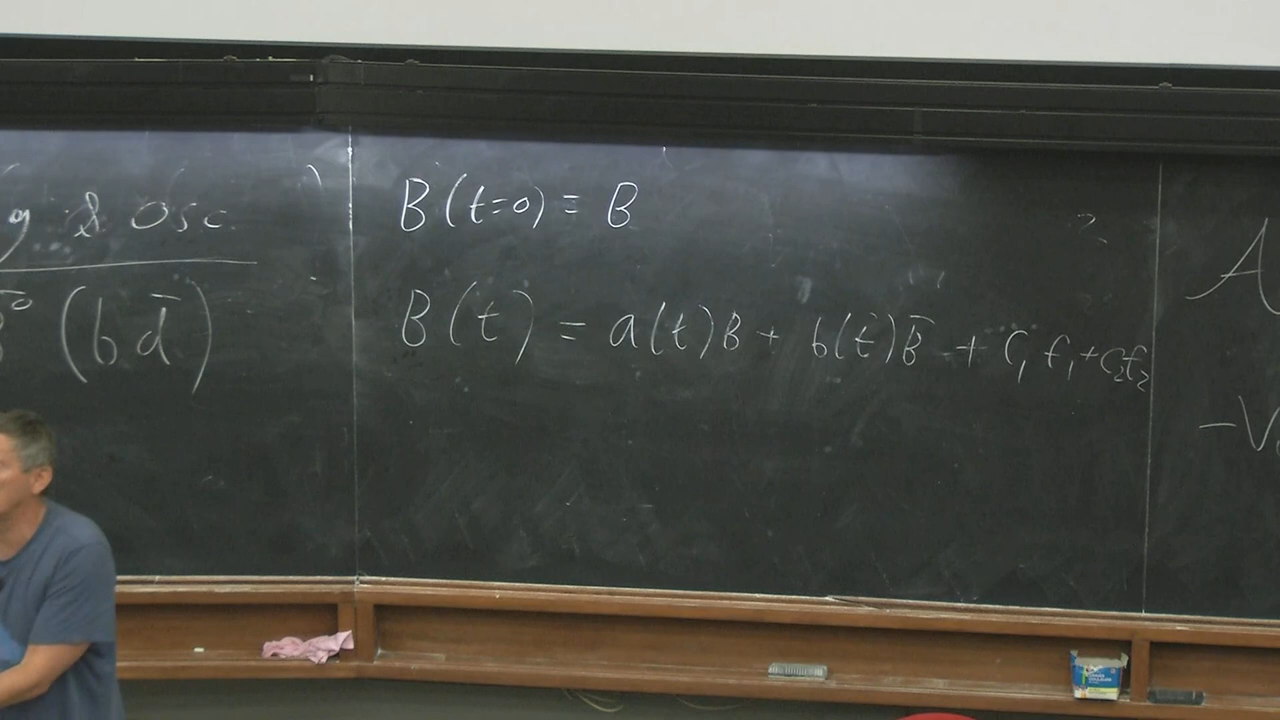 & Osc.
(b d̄)
B(t=0) = B
B(t) = a(t)B + b(t)B̄ + C₁f₁ + C₂f₂
A
-V